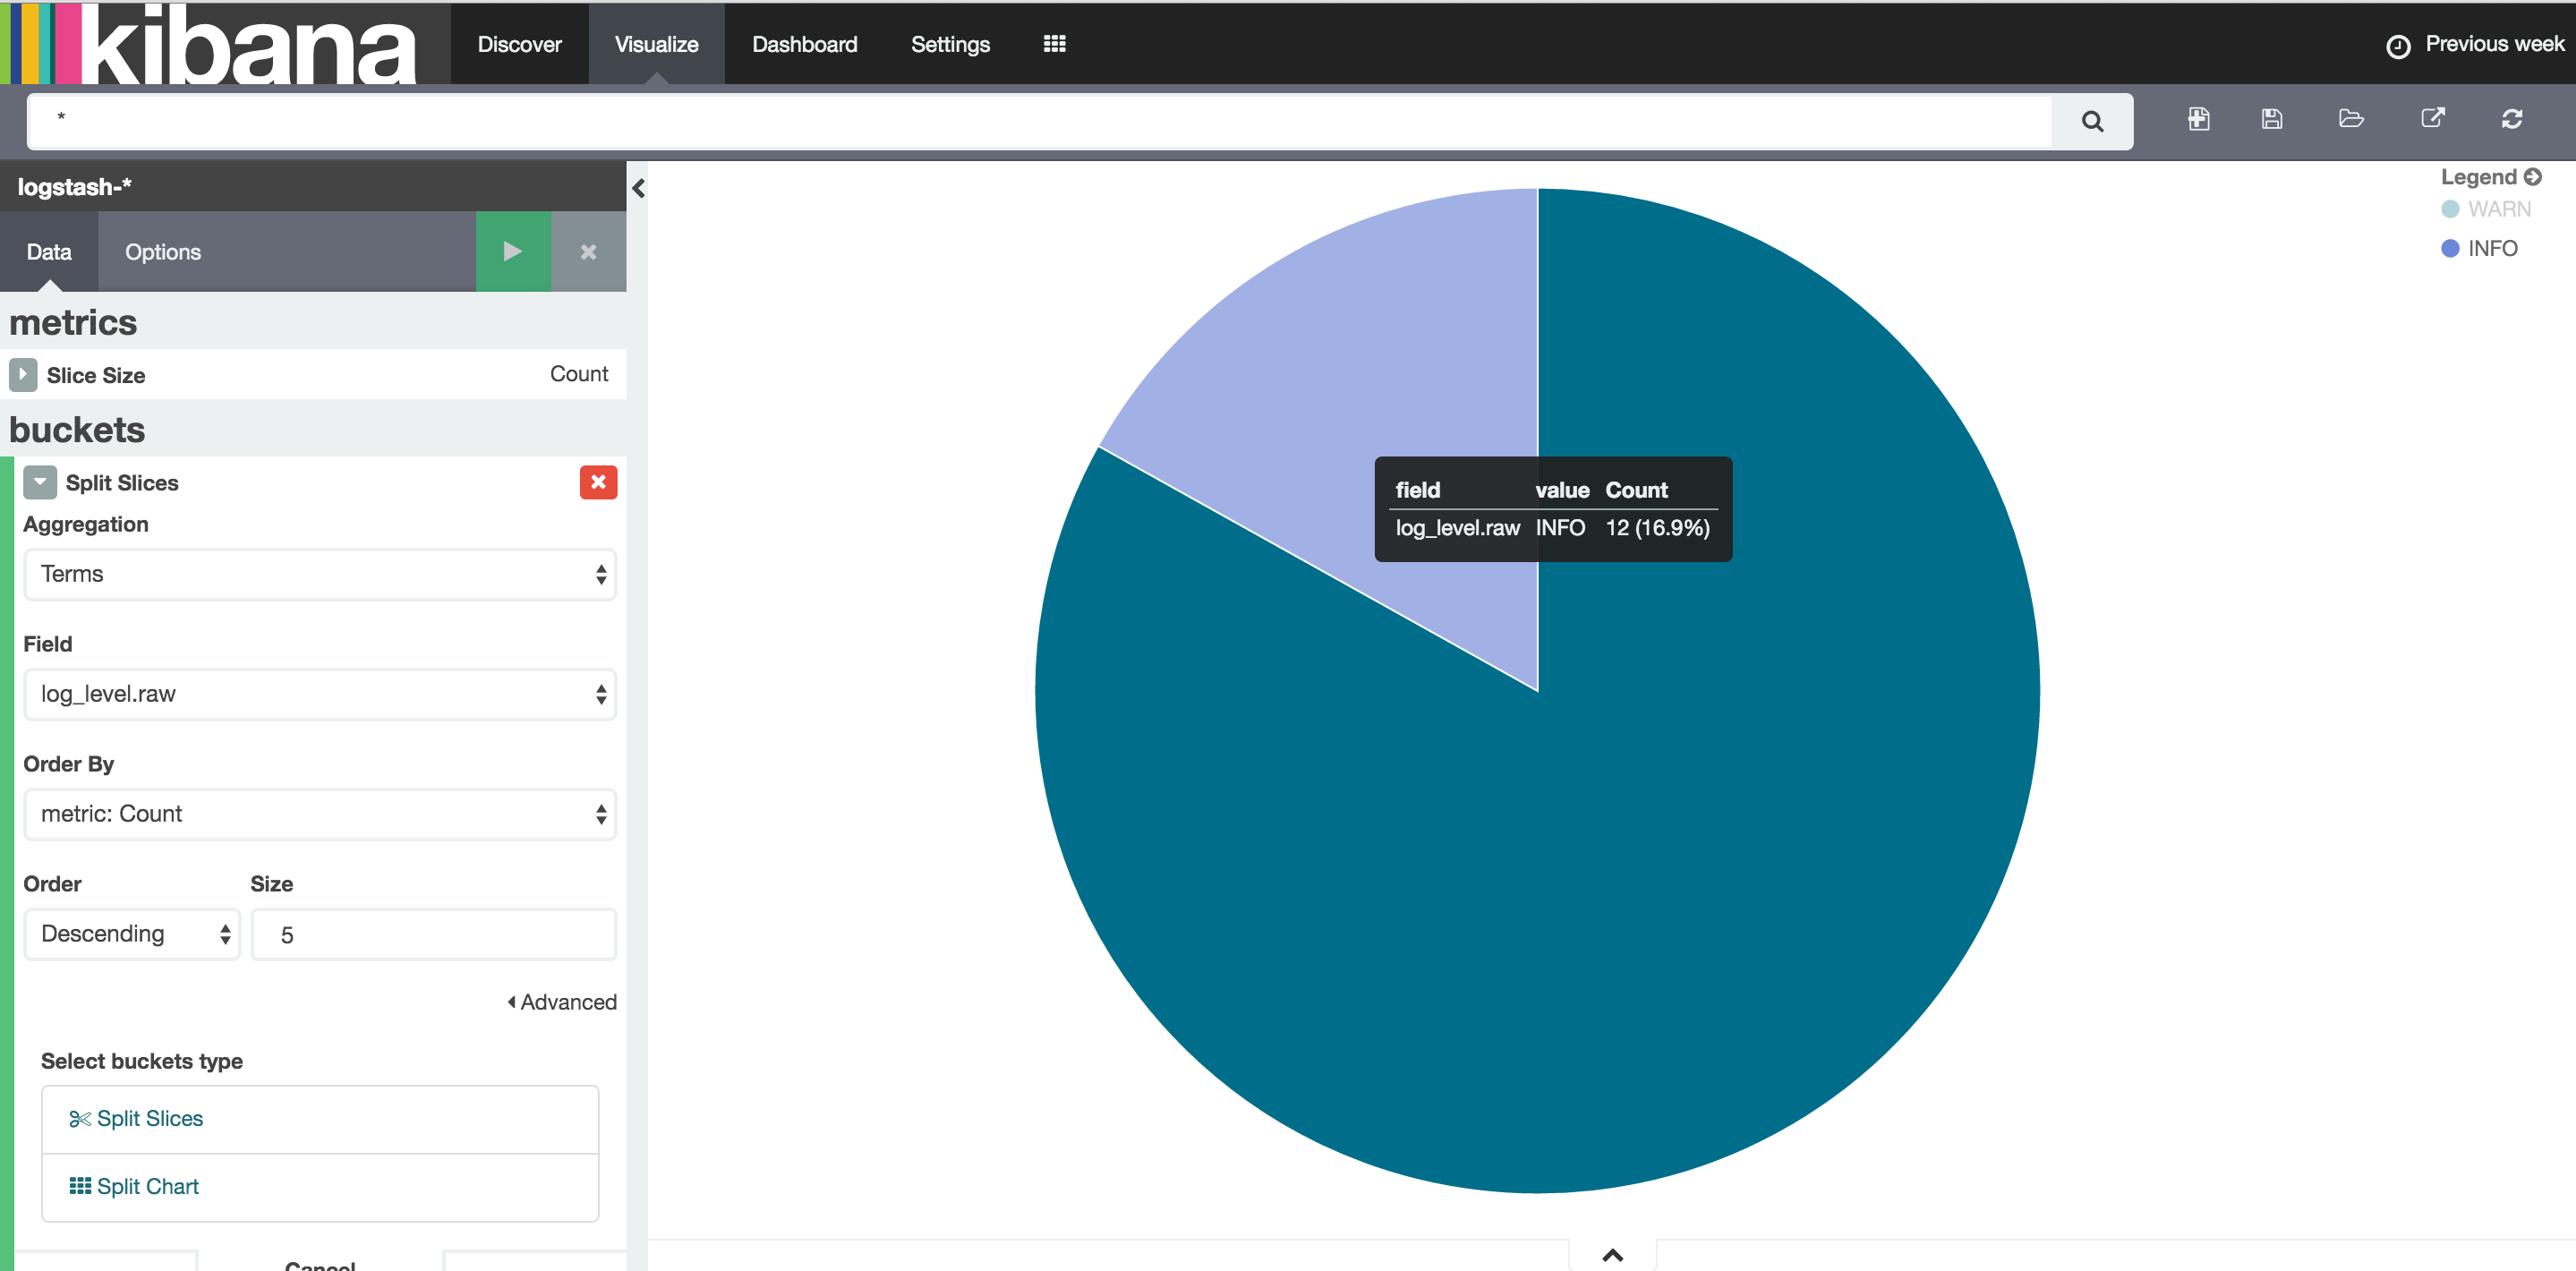 kibana
Discover
Visualize
Dashboard
Settings
Previous week
*
logstash-*
Data
Options
metrics
Slice Size
Count
buckets
Split Slices
Aggregation
Terms
Field
log_level.raw
Order By
metric: Count
Order
Size
Descending
5
Advanced
Select buckets type
Split Slices
Split Chart
Cancel
field value Count
log_level.raw INFO 12 (16.9%)
Legend
WARN
INFO